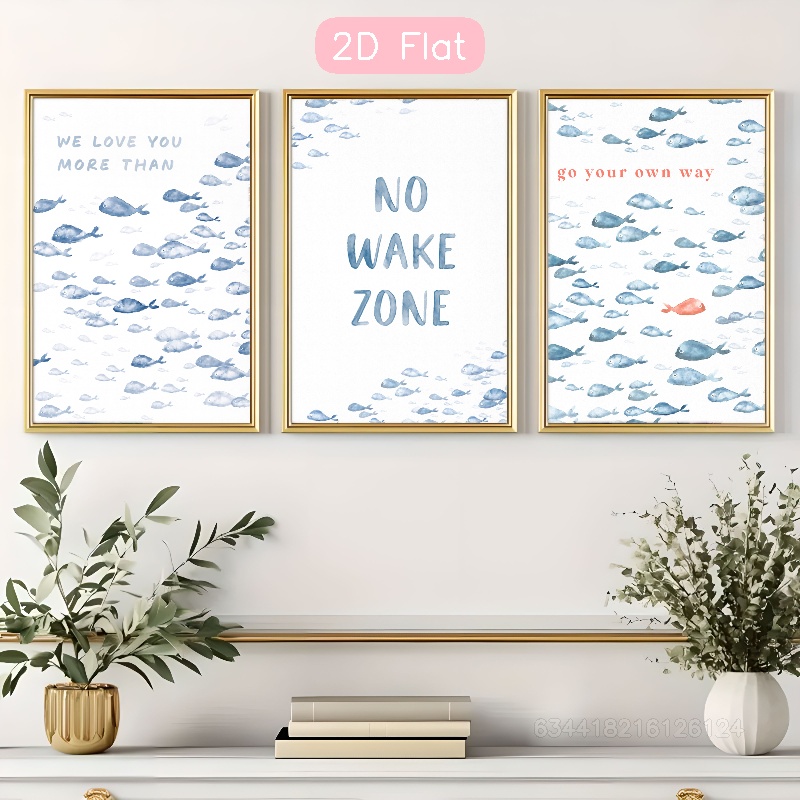 2D Flat
WE LOVE YOU
MORE THAN
NO
WAKE
ZONE
go your own way
634418216126124